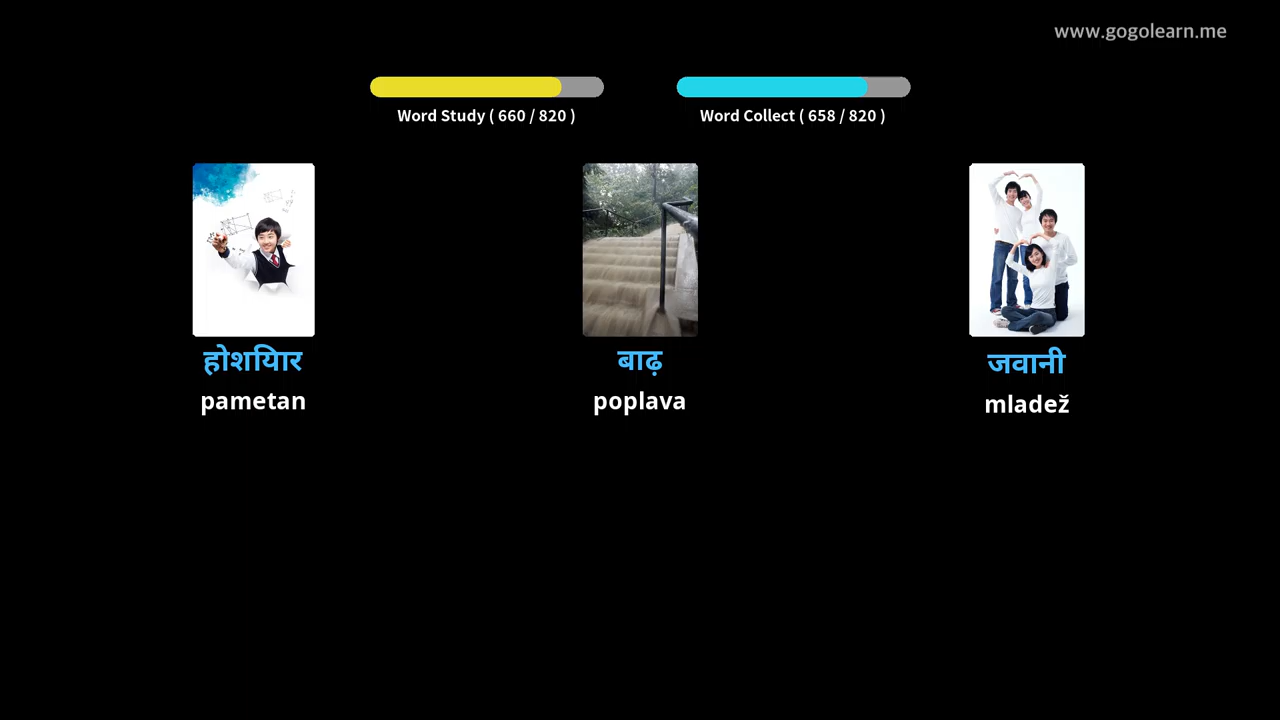 www.gogolearn.me
Word Study ( 660 / 820 )
Word Collect ( 658 / 820 )
होशियार
pametan
बाढ़
poplava
जवानी
mladež